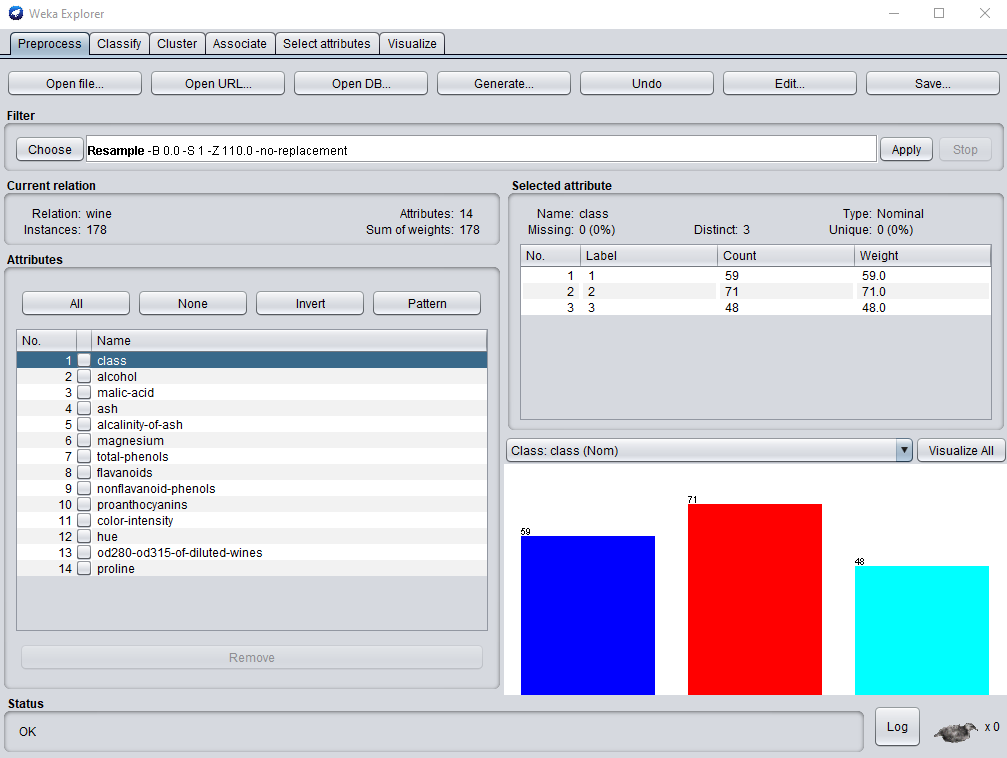 Weka Explorer
Preprocess Classify Cluster Associate Select attributes Visualize
Open file... Open URL... Open DB... Generate... Undo Edit... Save...
Filter
Choose Resample -B 0.0 -S 1 -Z 110.0 -no-replacement Apply Stop
Current relation
Relation: wine Attributes: 14
Instances: 178 Sum of weights: 178
Attributes
All None Invert Pattern
No. Name
1 class
2 alcohol
3 malic-acid
4 ash
5 alcalinity-of-ash
6 magnesium
7 total-phenols
8 flavanoids
9 nonflavanoid-phenols
10 proanthocyanins
11 color-intensity
12 hue
13 od280-od315-of-diluted-wines
14 proline
Remove
Selected attribute
Name: class Type: Nominal
Missing: 0 (0%) Distinct: 3 Unique: 0 (0%)
No. Label Count Weight
1 1 59 59.0
2 2 71 71.0
3 3 48 48.0
Class: class (Nom) Visualize All
59
71
48
Status
OK
Log x 0